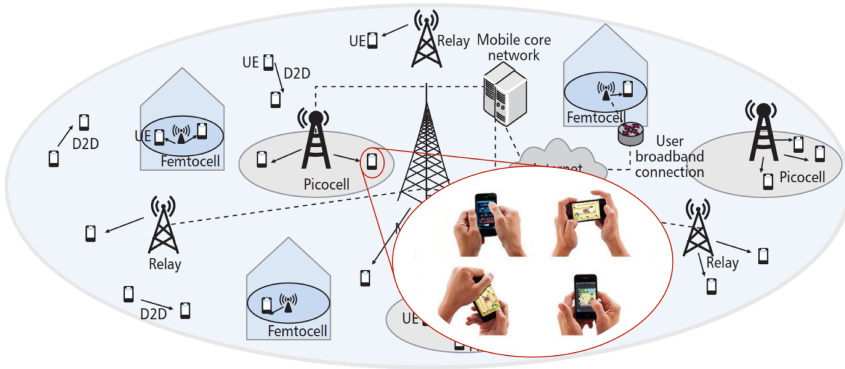 UE
Relay
Mobile core
network
UE
D2D
Femtocell
D2D
UE
Femtocell
Picocell
Internet
User
broadband
connection
Picocell
Relay
Relay
D2D
Femtocell
UE